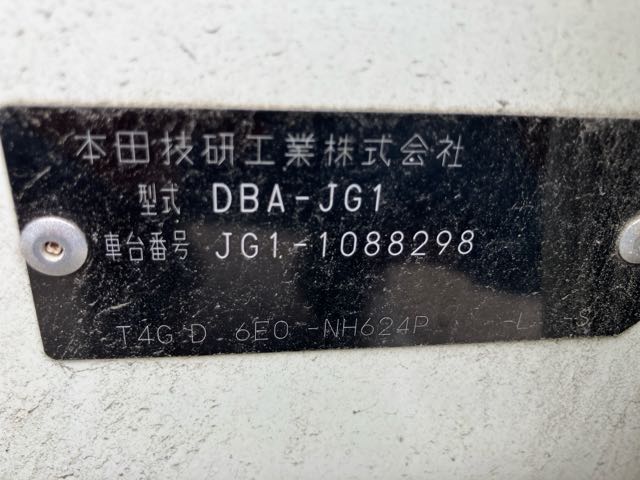 本田技研工業株式会社
型式 DBA-JG1
車台番号 JG1-1088298
T4G D 6E0 -NH624P -L -S